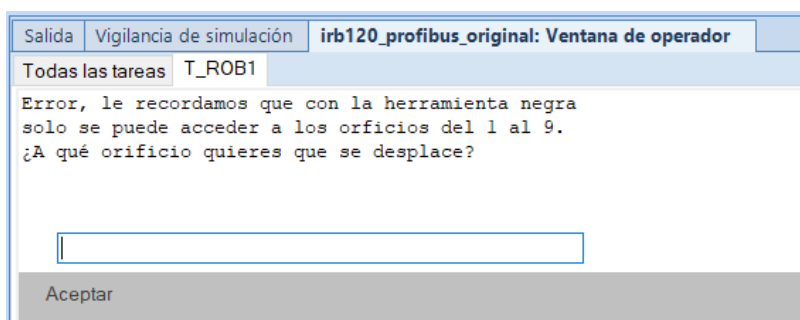 Salida Vigilancia de simulación irb120_profibus_original: Ventana de operador
Todas las tareas T_ROB1
Error, le recordamos que con la herramienta negra
solo se puede acceder a los orficios del 1 al 9.
¿A qué orificio quieres que se desplace?
Aceptar